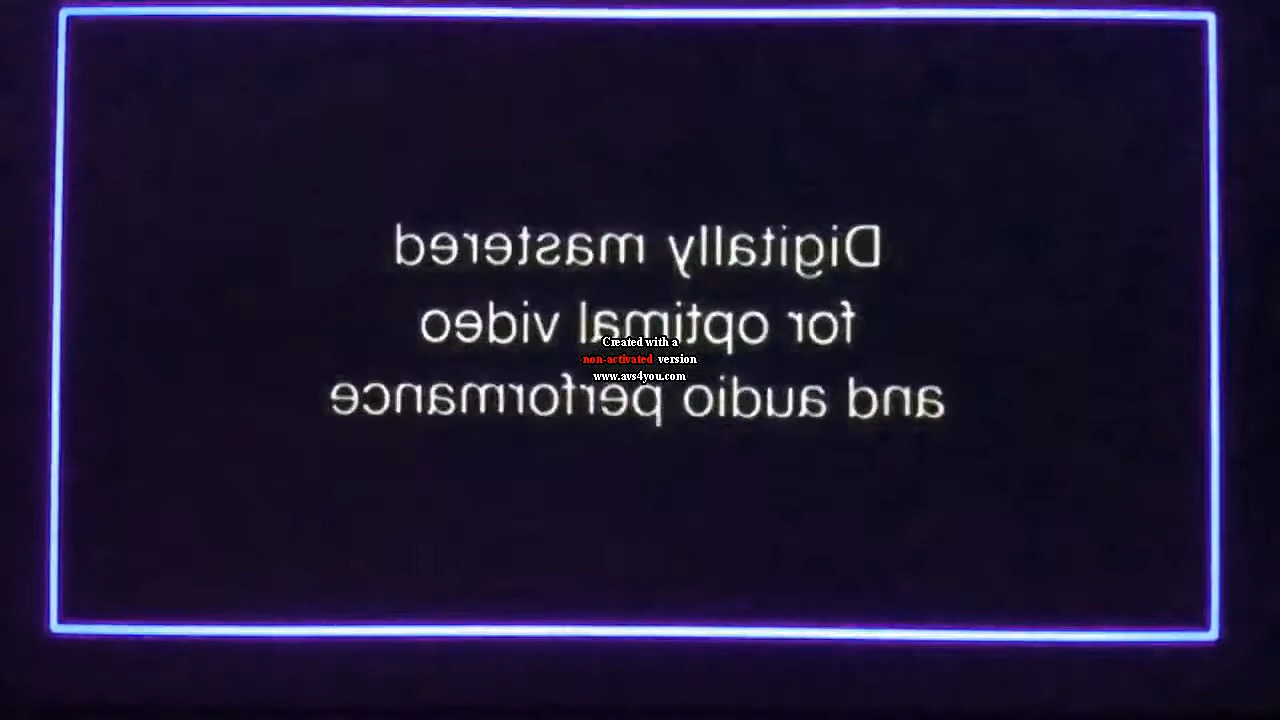 Digitally mastered
for optimal video
and audio performance
Created with a
non-activated version
www.avs4you.com